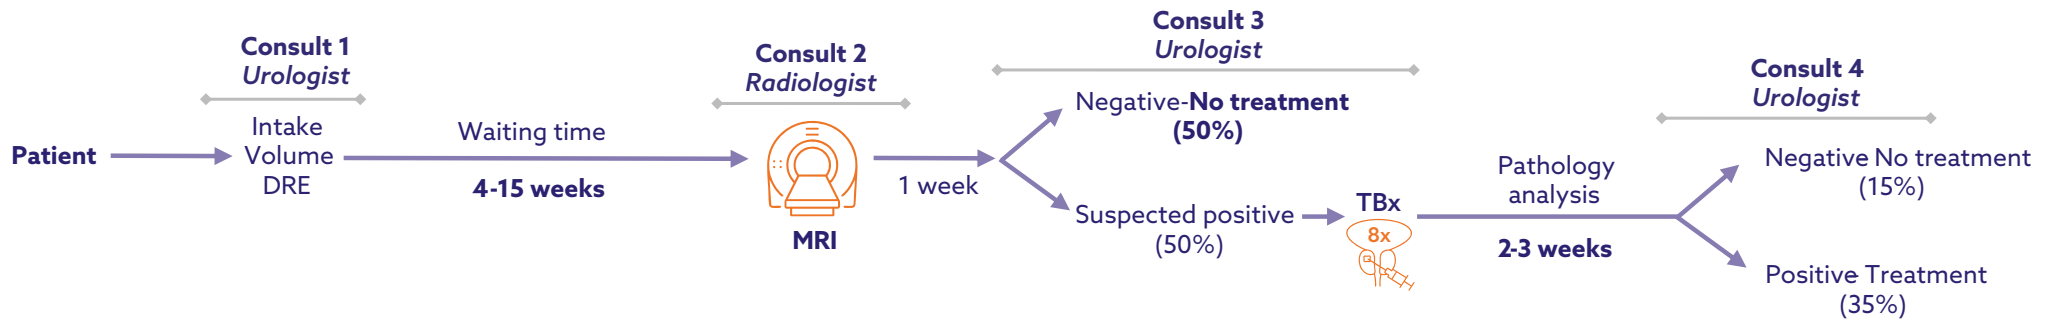 Patient
Consult 1
Urologist
Intake
Volume
DRE
Waiting time
4-15 weeks
Consult 2
Radiologist
MRI
1 week
Consult 3
Urologist
Negative-No treatment
(50%)
Suspected positive
(50%)
TBx
8x
Pathology
analysis
2-3 weeks
Consult 4
Urologist
Negative No treatment
(15%)
Positive Treatment
(35%)